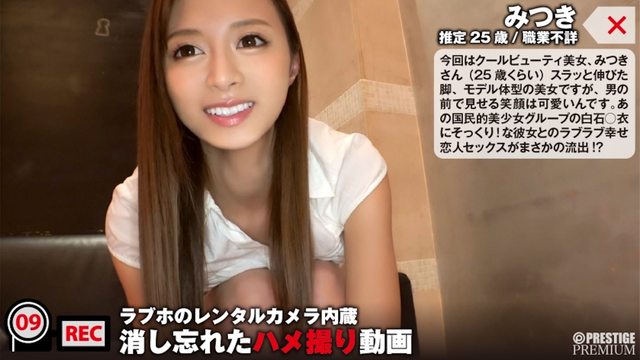 みつき
推定25歳/職業不詳
今回はクールビューティ美女、みつき
さん（25歳くらい）スラッと伸びた
脚、モデル体型の美女ですが、男の
前で見せる笑顔は可愛いんです。あ
の国民的美少女グループの白石○衣
にそっくり!な彼女とのラブラブ幸せ
恋人セックスがまさかの流出!?
09
REC
ラブホのレンタルカメラ内蔵
消し忘れたハメ撮り動画
©PRESTIGE
PREMIUM